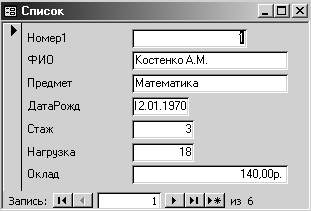 Список
Номер1 1
ФИО Костенко А.М.
Предмет Математика
ДатаРожд 12.01.1970
Стаж 3
Нагрузка 18
Оклад 140,00р.
Запись: 1 из 6